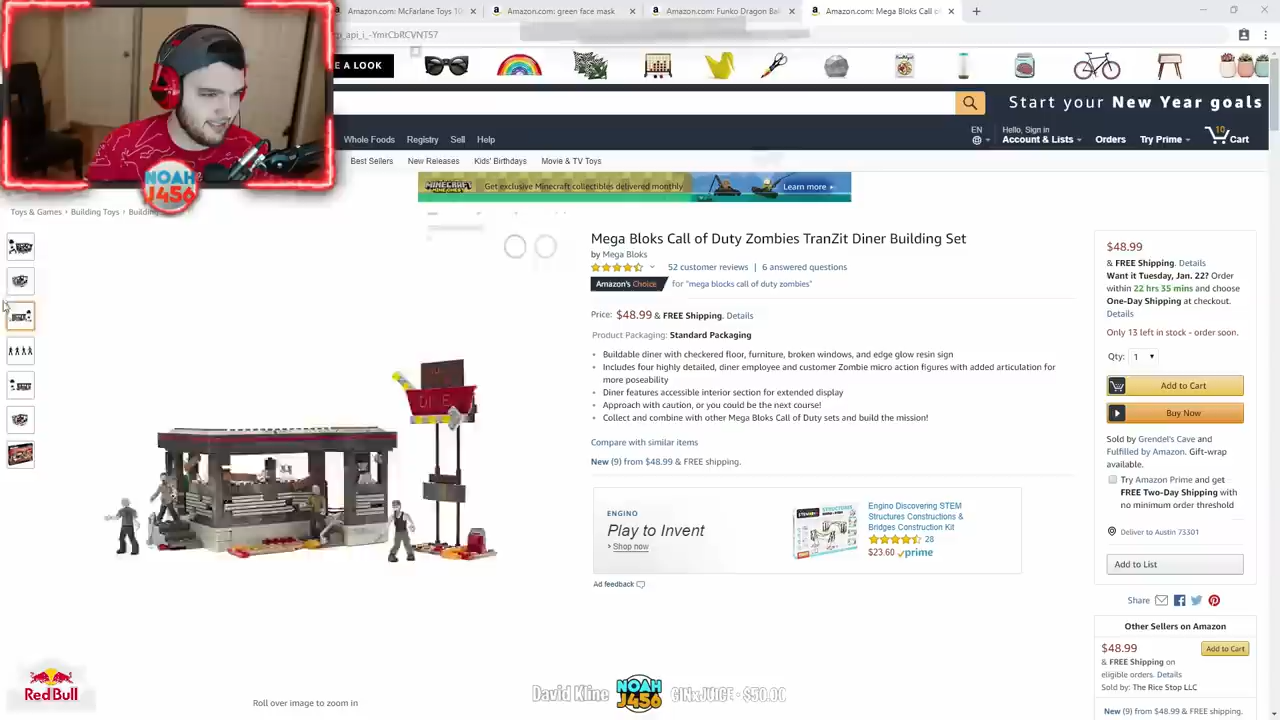 Amazon.com: McFarlane Toys 10
Amazon.com: green face mask
Amazon.com: Funko Dragon Bal
Amazon.com: Mega Bloks Call o
_api_i_-YmrCbRCVNT57
E A LOOK
Start your New Year goals
Whole Foods Registry Sell Help
EN
Hello, Sign in
Account & Lists Orders Try Prime 10 Cart
Best Sellers New Releases Kids' Birthdays Movie & TV Toys
NOAH
J456
MINECRAFT Get exclusive Minecraft collectibles delivered monthly Learn more
Toys & Games › Building Toys › Building
Mega Bloks Call of Duty Zombies TranZit Diner Building Set
by Mega Bloks
52 customer reviews | 6 answered questions
Amazon's Choice for "mega blocks call of duty zombies"
Price: $48.99 & FREE Shipping. Details
Product Packaging: Standard Packaging
• Buildable diner with checkered floor, furniture, broken windows, and edge glow resin sign
• Includes four highly detailed, diner employee and customer Zombie micro action figures with added articulation for
more poseability
• Diner features accessible interior section for extended display
• Approach with caution, or you could be the next course!
• Collect and combine with other Mega Bloks Call of Duty sets and build the mission!
Compare with similar items
New (9) from $48.99 & FREE shipping.
ENGINO
Play to Invent
› Shop now
STRUCTURES
Engino Discovering STEM
Structures Constructions &
Bridges Construction Kit
28
$23.60 prime
Ad feedback
DINE
Roll over image to zoom in
$48.99
& FREE Shipping. Details
Want it Tuesday, Jan. 22? Order
within 22 hrs 35 mins and choose
One-Day Shipping at checkout.
Details
Only 13 left in stock - order soon.
Qty: 1
Add to Cart
Buy Now
Sold by Grendel's Cave and
Fulfilled by Amazon. Gift-wrap
available.
Try Amazon Prime and get
FREE Two-Day Shipping with
no minimum order threshold
Deliver to Austin 73301
Add to List
Share
Other Sellers on Amazon
$48.99 Add to Cart
& FREE Shipping on
eligible orders. Details
Sold by: The Rice Stop LLC
New (9) from $48.99 & FREE shipping.
Red Bull
David Kline NOAH J456 GINxJUICE - $50.00